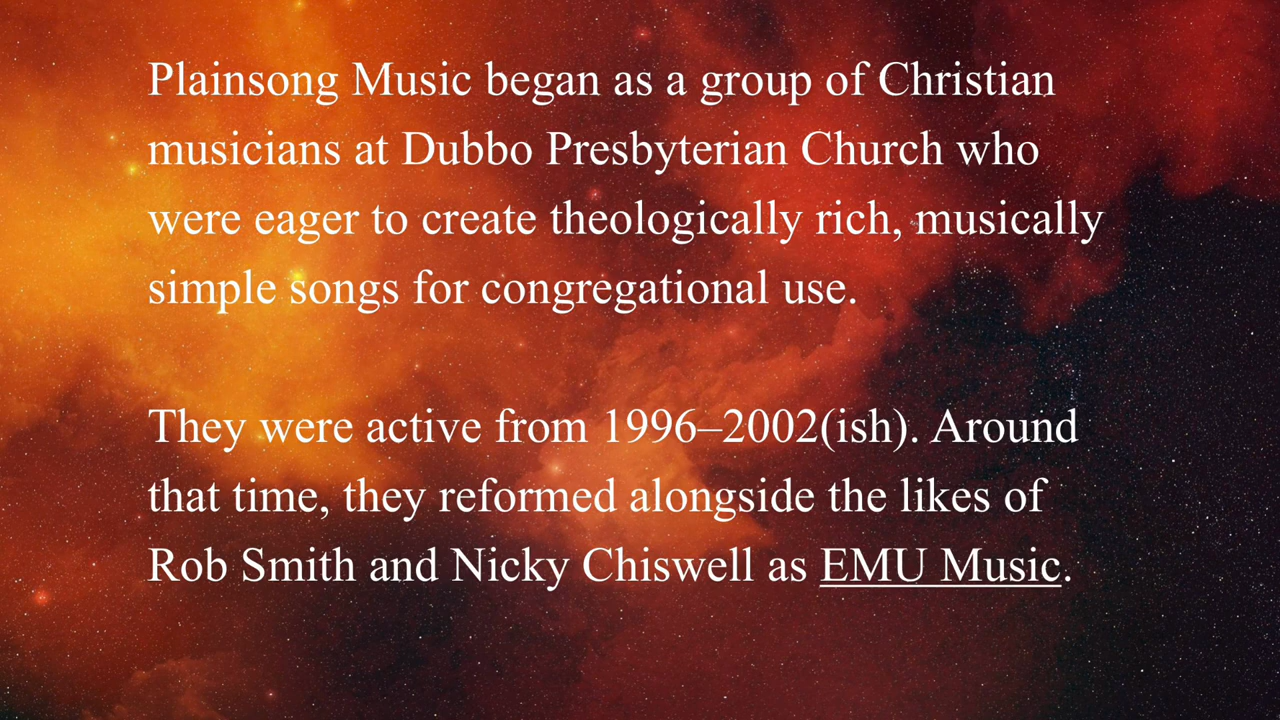 Plainsong Music began as a group of Christian
musicians at Dubbo Presbyterian Church who
were eager to create theologically rich, musically
simple songs for congregational use.
They were active from 1996–2002(ish). Around
that time, they reformed alongside the likes of
Rob Smith and Nicky Chiswell as EMU Music.